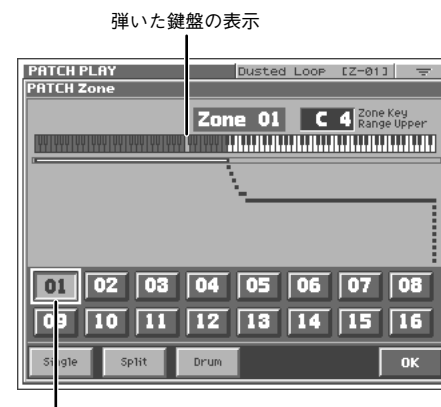 弾いた鍵盤の表示
PATCH PLAY
Dusted Loop [Z-01]
PATCH Zone
Zone 01
C 4
Zone Key
Range Upper
01 02 03 04 05 06 07 08
09 10 11 12 13 14 15 16
Single Split Drum OK